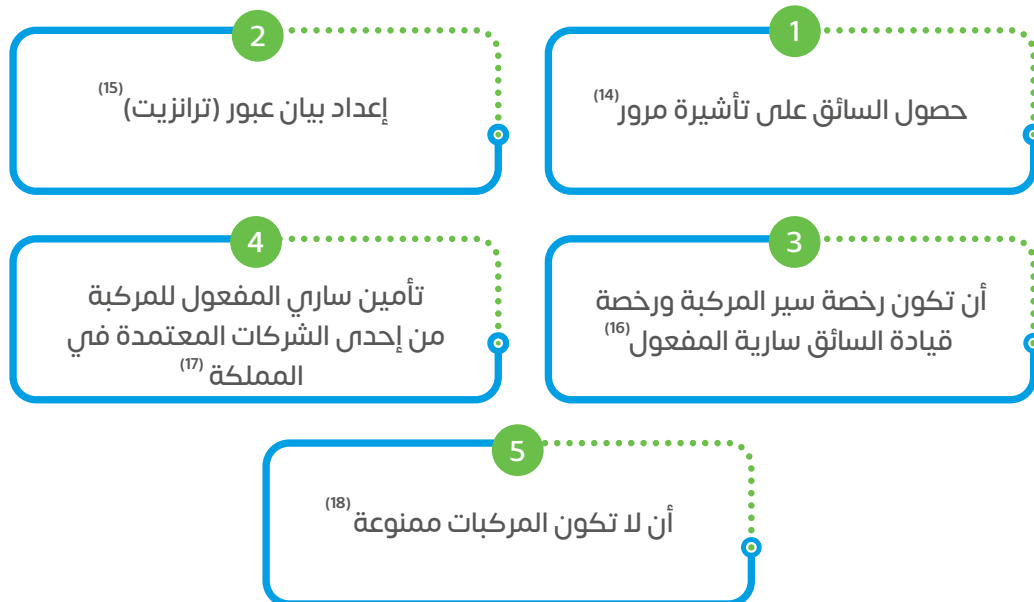 1
حصول السائق على تأشيرة مرور(14)
2
إعداد بيان عبور (ترانزيت)(15)
3
أن تكون رخصة سير المركبة ورخصة
قيادة السائق سارية المفعول(16)
4
تأمين ساري المفعول للمركبة
من إحدى الشركات المعتمدة في
المملكة (17)
5
أن لا تكون المركبات ممنوعة (18)